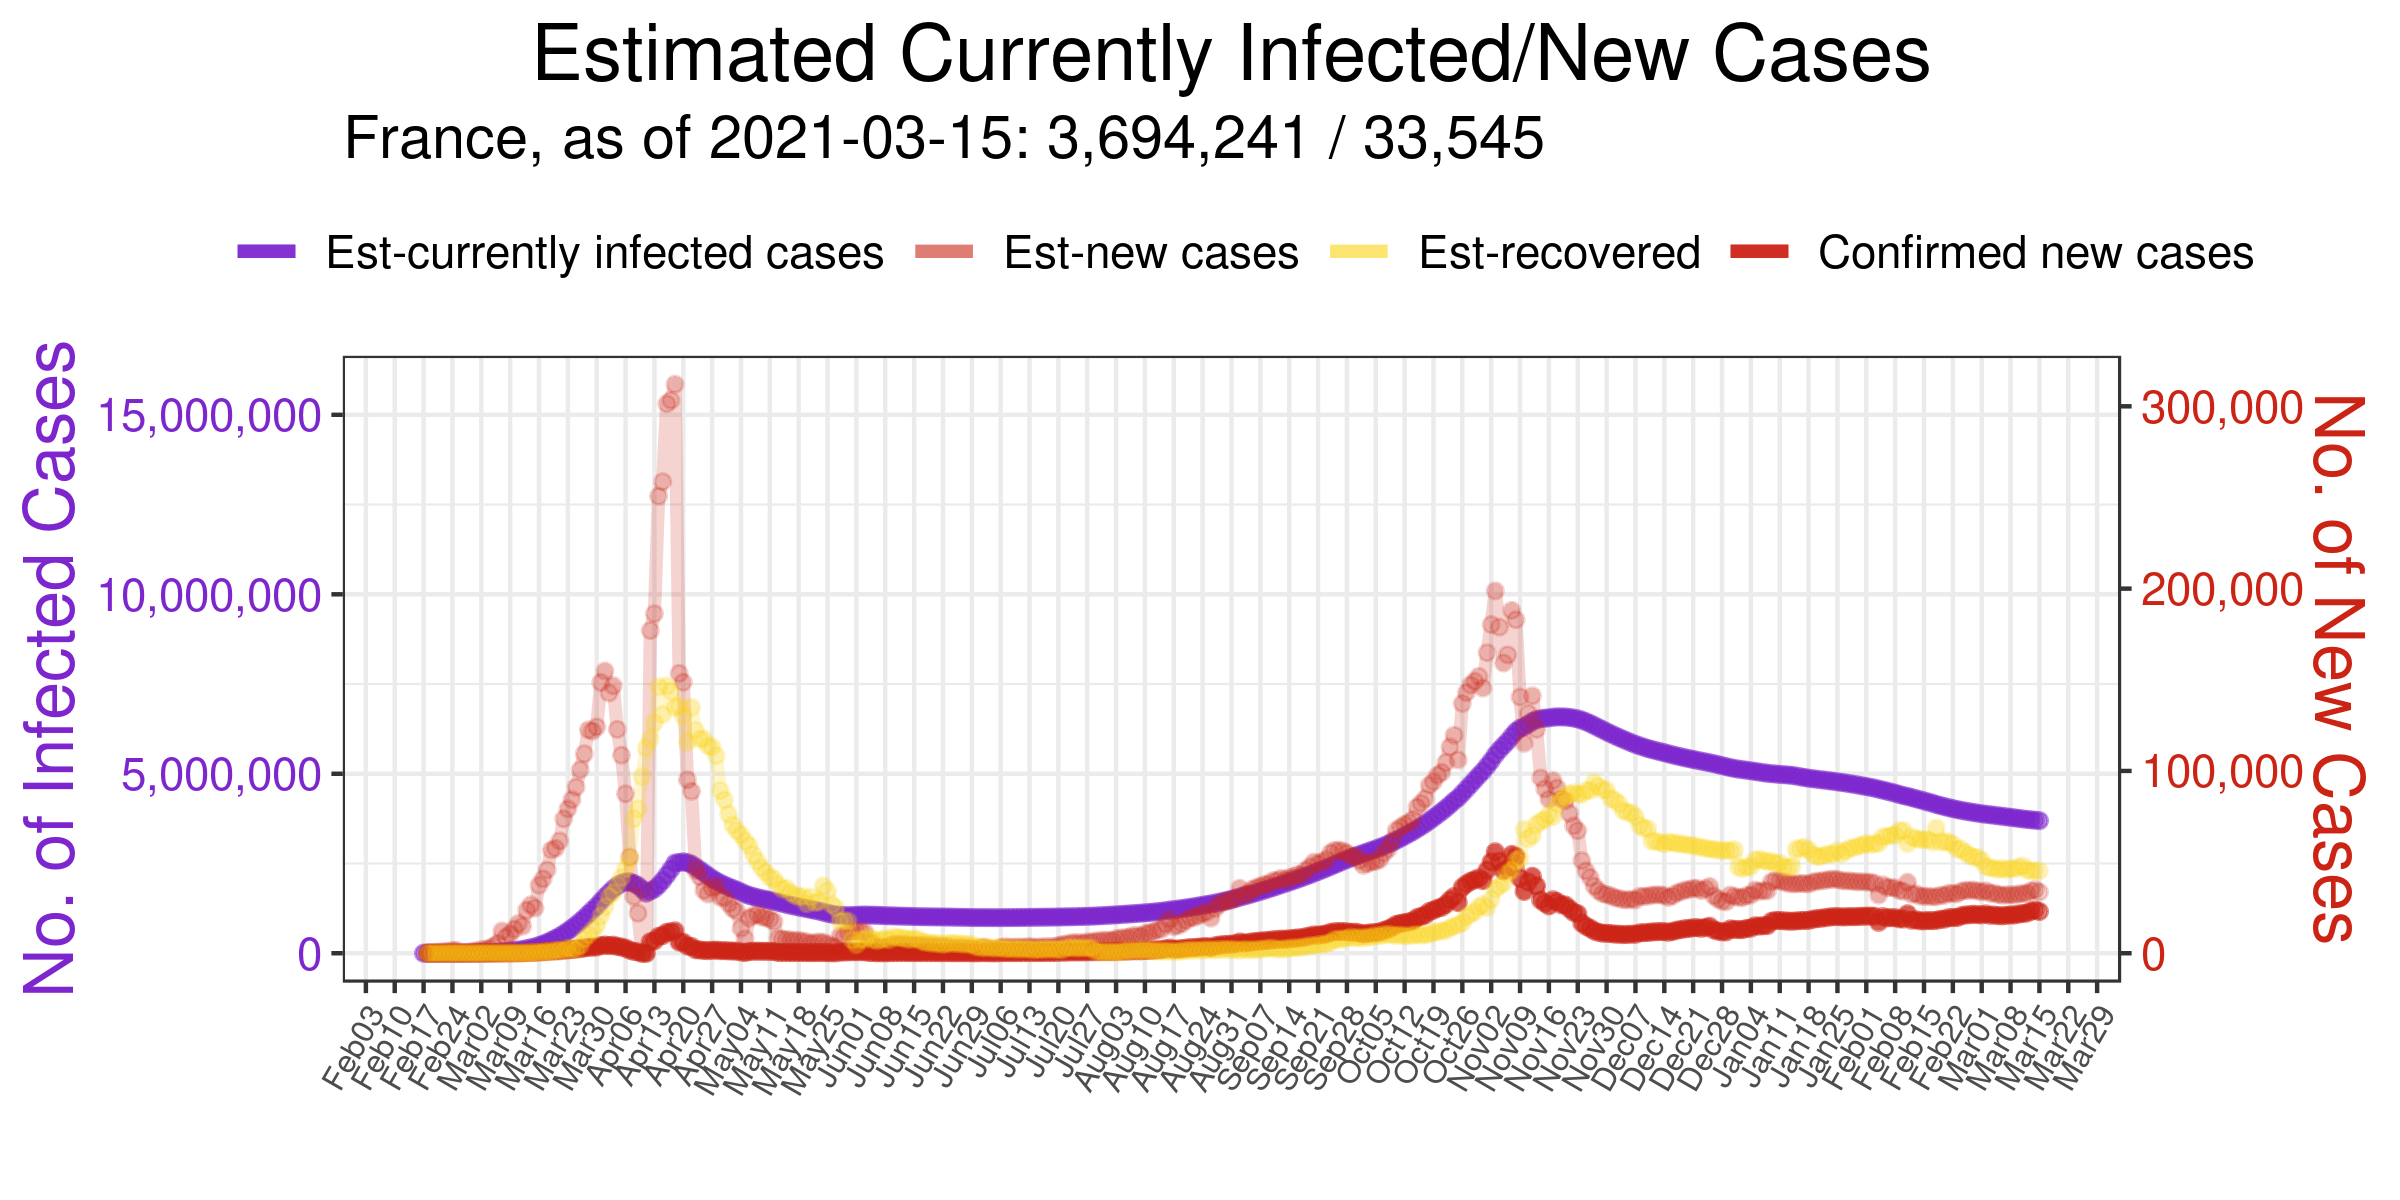 Estimated Currently Infected/New Cases
France, as of 2021-03-15: 3,694,241 / 33,545
Est-currently infected cases Est-new cases Est-recovered Confirmed new cases
No. of Infected Cases
15,000,000
10,000,000
5,000,000
0
300,000
200,000
100,000
0
No. of New Cases
Feb03 Feb10 Feb17 Feb24 Mar02 Mar09 Mar16 Mar23 Mar30 Apr06 Apr13 Apr20 Apr27 May04 May11 May18 May25 Jun01 Jun08 Jun15 Jun22 Jun29 Jul06 Jul13 Jul20 Jul27 Aug03 Aug10 Aug17 Aug24 Aug31 Sep07 Sep14 Sep21 Sep28 Oct05 Oct12 Oct19 Oct26 Nov02 Nov09 Nov16 Nov23 Nov30 Dec07 Dec14 Dec21 Dec28 Jan04 Jan11 Jan18 Jan25 Feb01 Feb08 Feb15 Feb22 Mar01 Mar08 Mar15 Mar22 Mar29